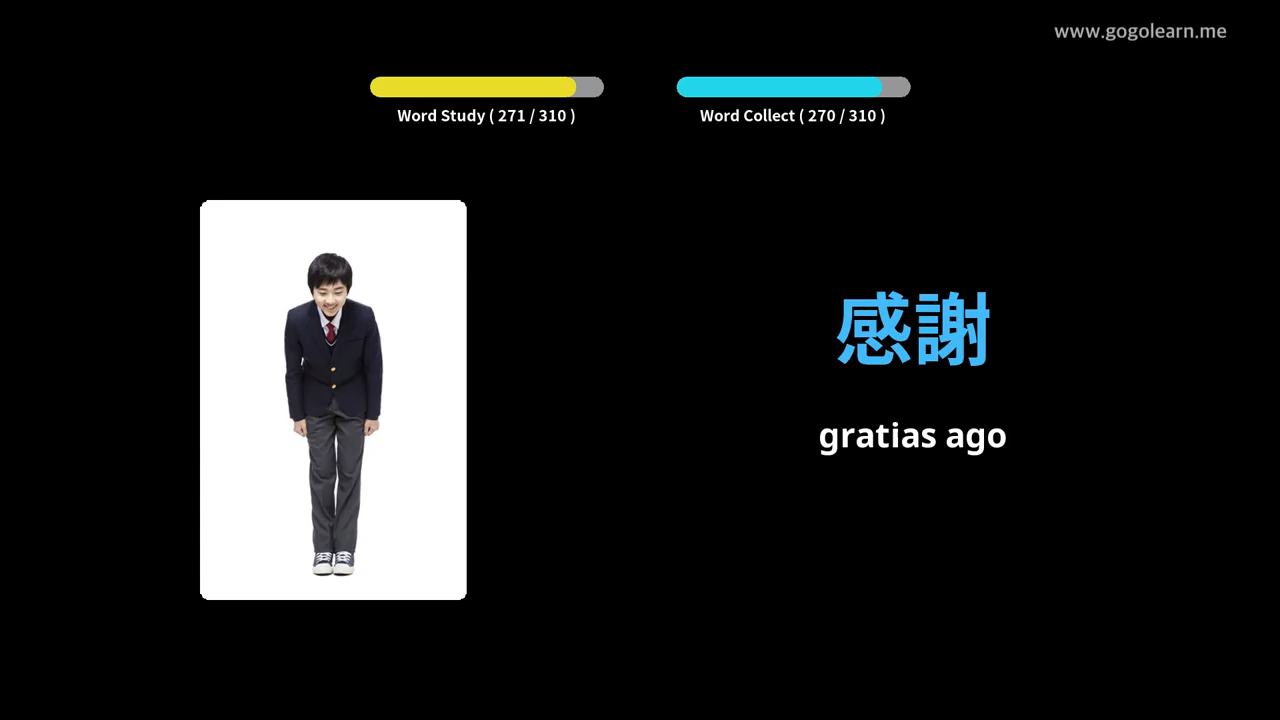 www.gogolearn.me
Word Study ( 271 / 310 )
Word Collect ( 270 / 310 )
感謝
gratias ago